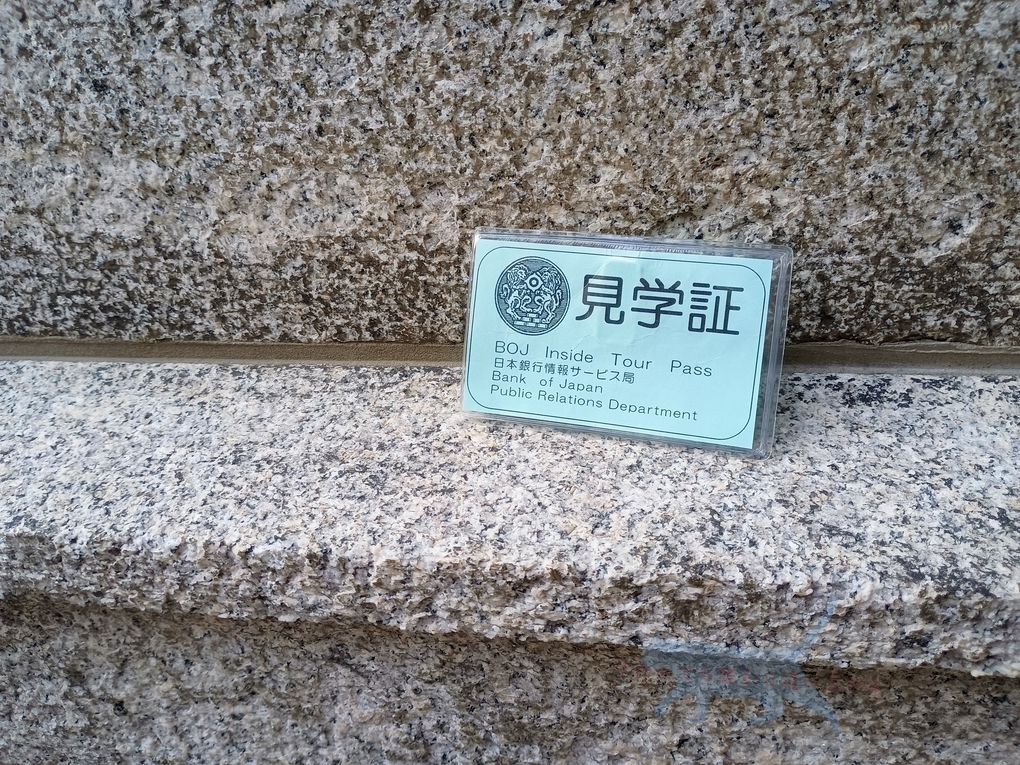 見学証
BOJ Inside Tour Pass
日本銀行情報サービス局
Bank of Japan
Public Relations Department